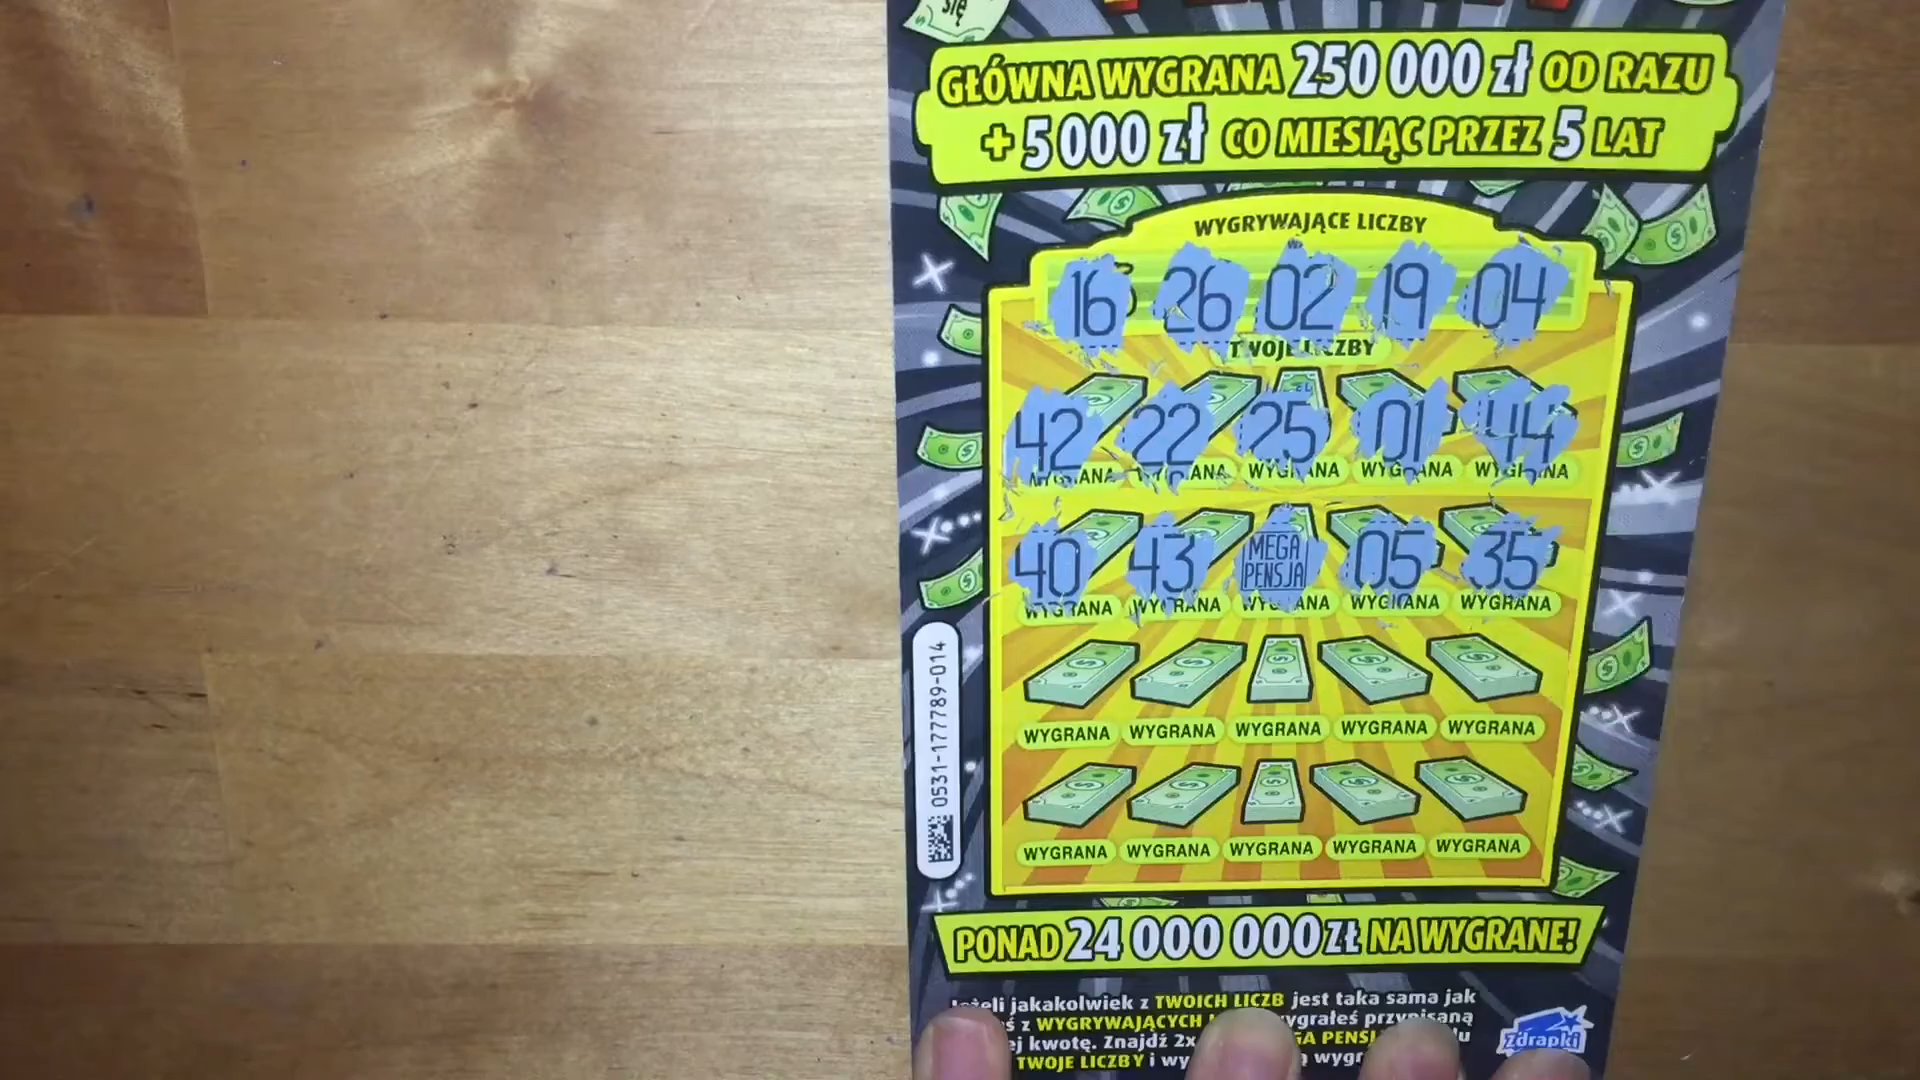 się
GŁÓWNA WYGRANA 250 000 zł OD RAZU
+ 5 000 zł CO MIESIĄC PRZEZ 5 LAT
WYGRYWAJĄCE LICZBY
16 26 02 19 04
TWOJE LICZBY
42 22 25 01 44
WYGRANA WYGRANA WYGRANA WYGRANA WYGRANA
40 43 MEGA PENSJA 05 35
WYGRANA WYGRANA WYGRANA WYGRANA WYGRANA
WYGRANA WYGRANA WYGRANA WYGRANA WYGRANA
WYGRANA WYGRANA WYGRANA WYGRANA WYGRANA
0531-177789-014
PONAD 24 000 000 ZŁ NA WYGRANE!
Jeżeli jakakolwiek z TWOICH LICZB jest taka sama jak
z WYGRYWAJĄCYCH wygrałeś przypisaną
kwotę. Znajdź 2x
TWOJE LICZBY i
Zdrapki